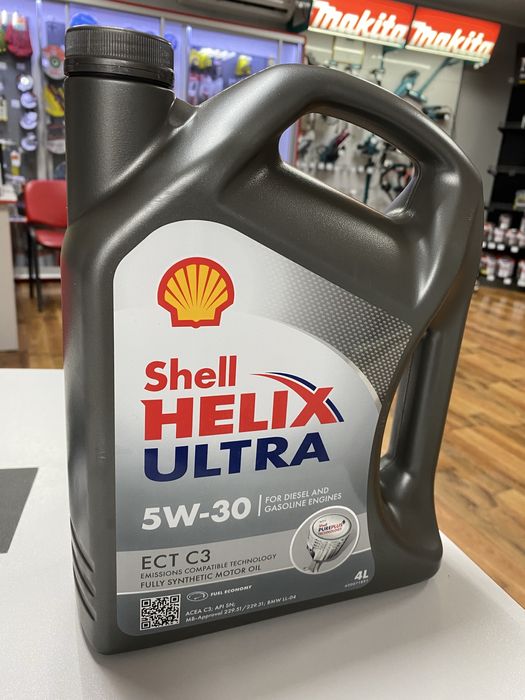 makita
makita
Shell
HELIX
ULTRA
5W-30
FOR DIESEL AND
GASOLINE ENGINES
Shell
PUREPLUS
TECHNOLOGY
ECT C3
EMISSIONS COMPATIBLE TECHNOLOGY
FULLY SYNTHETIC MOTOR OIL
4L
FUEL ECONOMY
ACEA C3; API SN;
MB-Approval 229.51/229.31; BMW LL-04